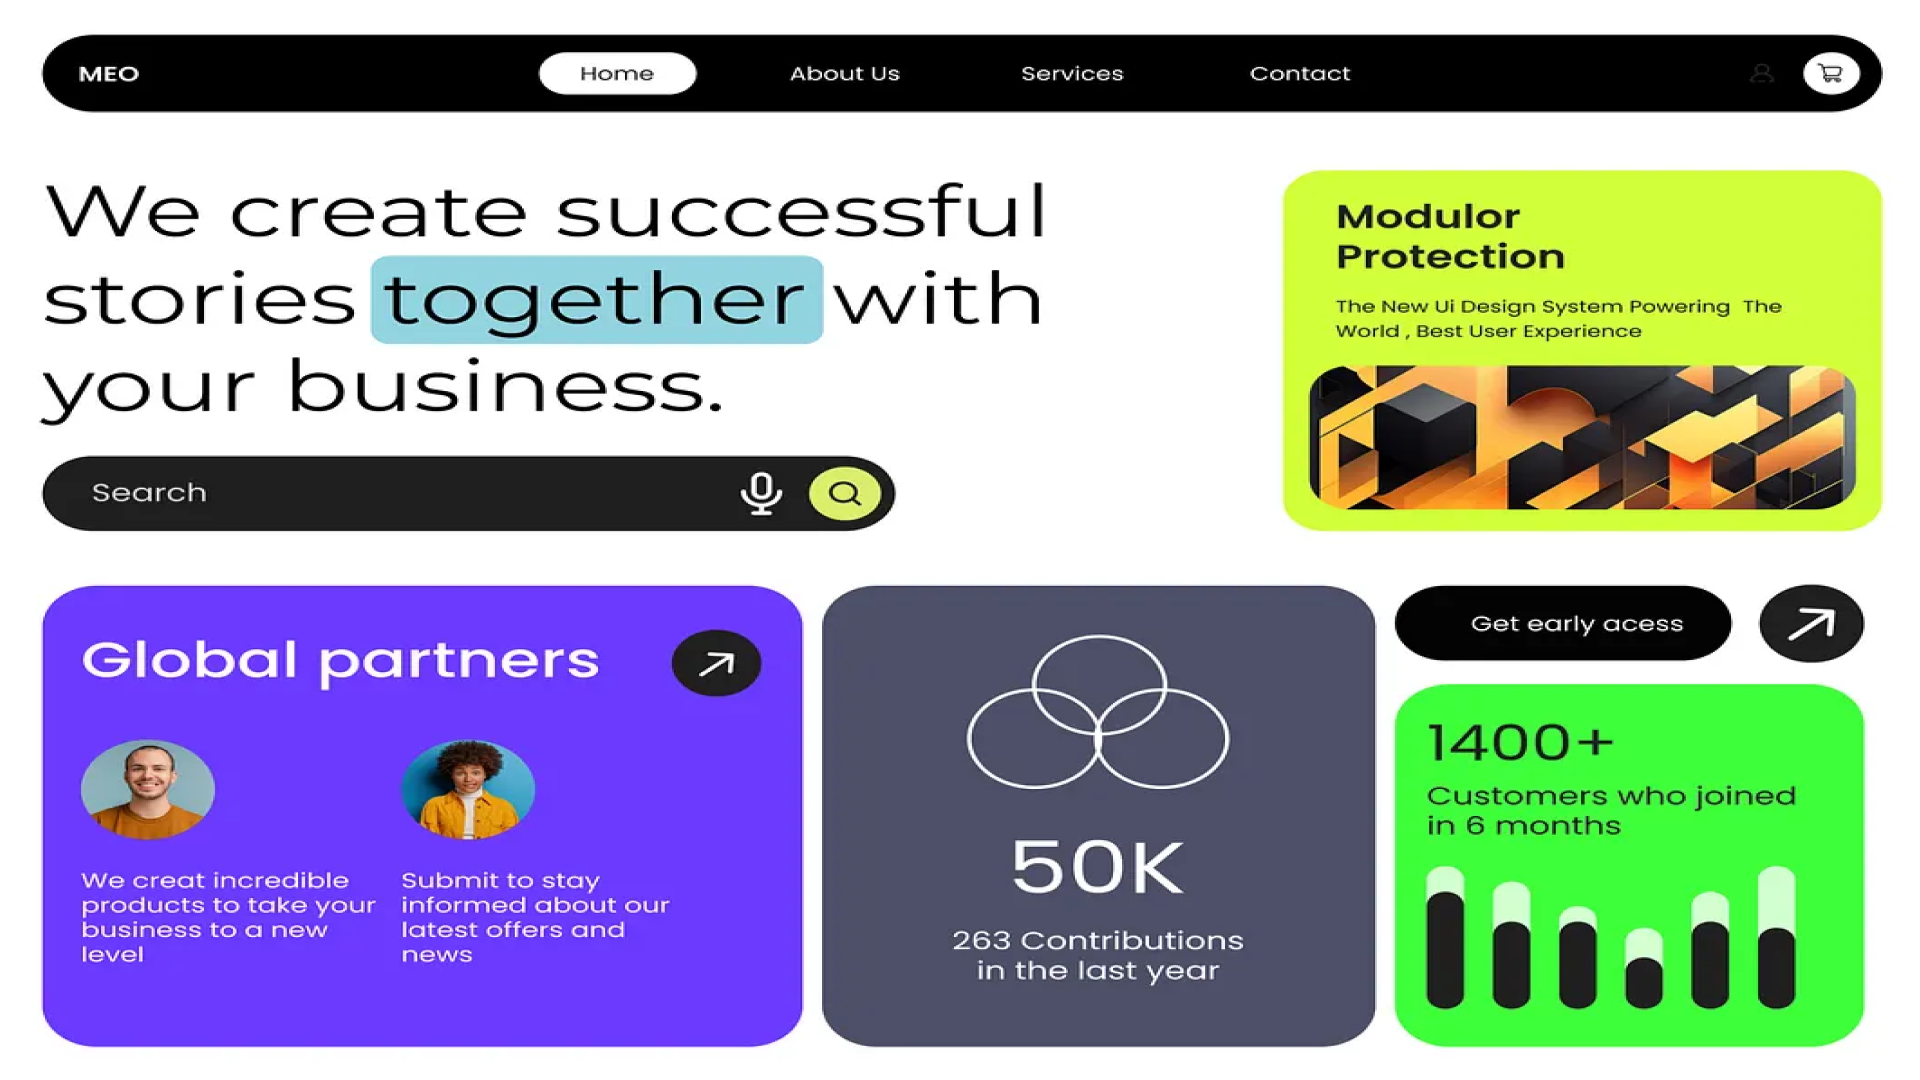 MEO
Home
About Us
Services
Contact
We create successful
stories together with
your business.
Search
Modulor
Protection
The New Ui Design System Powering The
World , Best User Experience
Global partners
We creat incredible
products to take your
business to a new
level
Submit to stay
informed about our
latest offers and
news
50K
263 Contributions
in the last year
Get early acess
1400+
Customers who joined
in 6 months